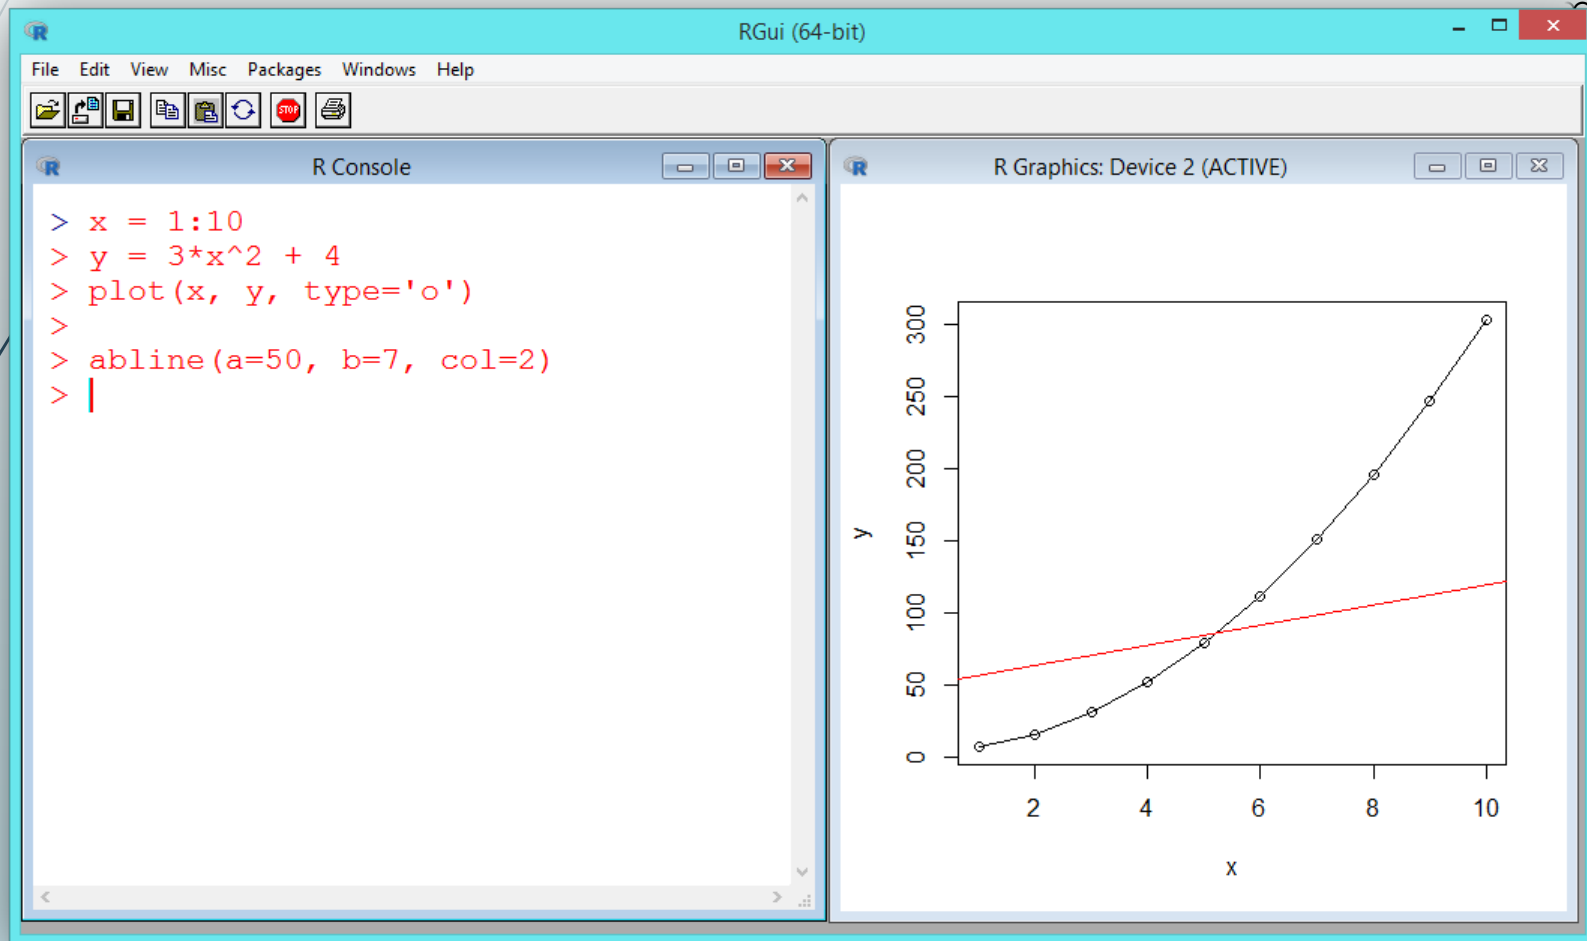 RGui (64-bit)
File Edit View Misc Packages Windows Help
STOP
R Console
> x = 1:10
> y = 3*x^2 + 4
> plot(x, y, type='o')
>
> abline(a=50, b=7, col=2)
>
R Graphics: Device 2 (ACTIVE)
300
250
200
150
100
50
0
y
2 4 6 8 10
x